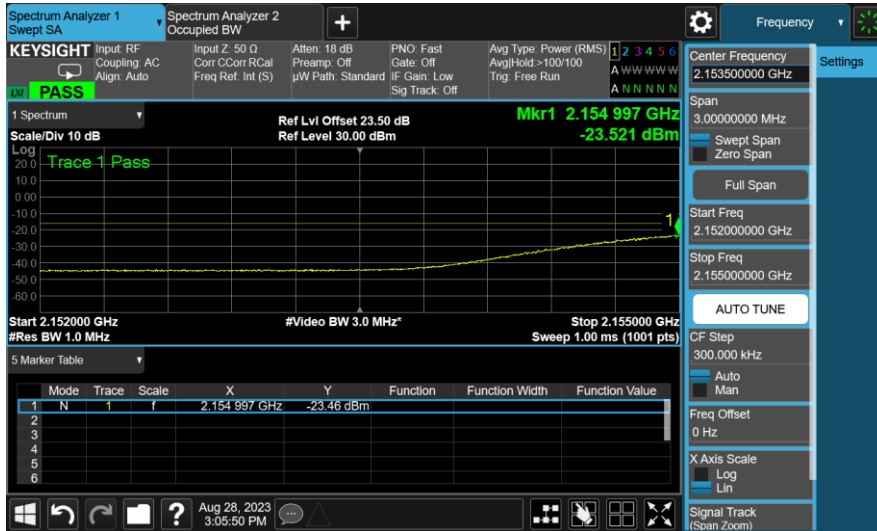 Spectrum Analyzer 1
Swept SA
Spectrum Analyzer 2
Occupied BW
+
Frequency
KEYSIGHT
LXI PASS
Input: RF
Coupling: AC
Align: Auto
Input Z: 50 Ω
Corr CCorr RCal
Freq Ref: Int (S)
Atten: 18 dB
Preamp: Off
µW Path: Standard
PNO: Fast
Gate: Off
IF Gain: Low
Sig Track: Off
Avg Type: Power (RMS)
Avg|Hold:>100/100
Trig: Free Run
1 2 3 4 5 6
A W W W W W
A N N N N N
1 Spectrum
Scale/Div 10 dB
Ref Lvl Offset 23.50 dB
Ref Level 30.00 dBm
Mkr1 2.154 997 GHz
-23.521 dBm
Log
Trace 1 Pass
20.0
10.0
0.00
-10.0
-20.0
-30.0
-40.0
-50.0
-60.0
1
Start 2.152000 GHz
#Video BW 3.0 MHz*
Stop 2.155000 GHz
#Res BW 1.0 MHz
Sweep 1.00 ms (1001 pts)
5 Marker Table
Mode Trace Scale X Y Function Function Width Function Value
1 N 1 f 2.154 997 GHz -23.46 dBm
2
3
4
5
6
?
Aug 28, 2023
3:05:50 PM
Center Frequency
2.153500000 GHz
Settings
Span
3.00000000 MHz
Swept Span
Zero Span
Full Span
Start Freq
2.152000000 GHz
Stop Freq
2.155000000 GHz
AUTO TUNE
CF Step
300.000 kHz
Auto
Man
Freq Offset
0 Hz
X Axis Scale
Log
Lin
Signal Track
(Span Zoom)